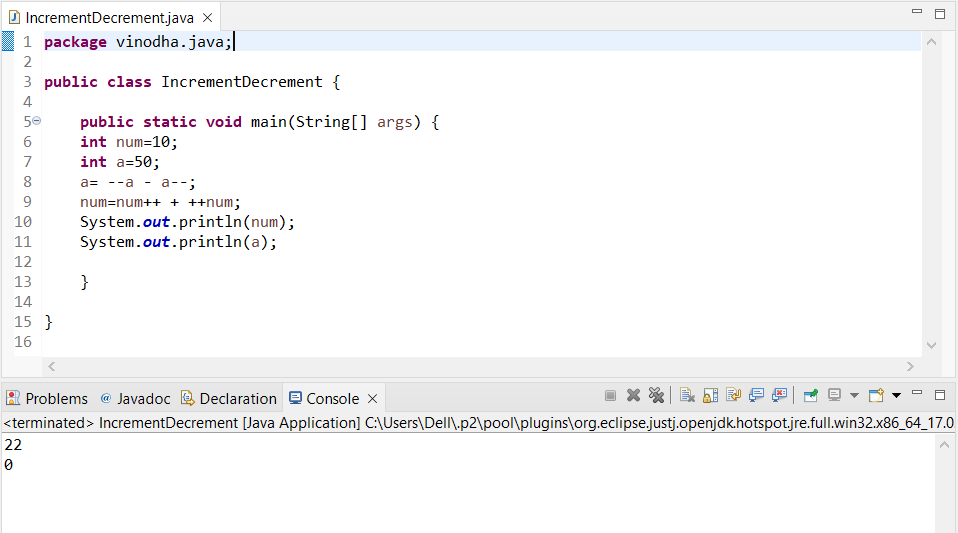 IncrementDecrement.java
1 package vinodha.java;
2
3 public class IncrementDecrement {
4
5 public static void main(String[] args) {
6 int num=10;
7 int a=50;
8 a= --a - a--;
9 num=num++ + ++num;
10 System.out.println(num);
11 System.out.println(a);
12
13 }
14
15 }
16
Problems @ Javadoc Declaration Console
<terminated> IncrementDecrement [Java Application] C:\Users\Dell\.p2\pool\plugins\org.eclipse.justj.openjdk.hotspot.jre.full.win32.x86_64_17.0
22
0